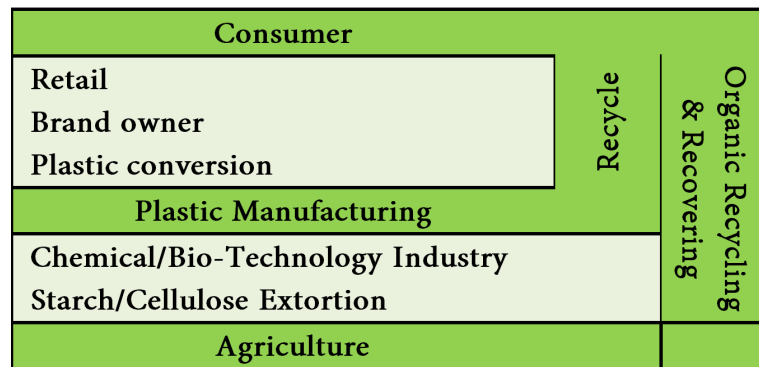 Consumer
Retail
Brand owner
Plastic conversion
Recycle
Organic Recycling
& Recovering
Plastic Manufacturing
Chemical/Bio-Technology Industry
Starch/Cellulose Extortion
Agriculture